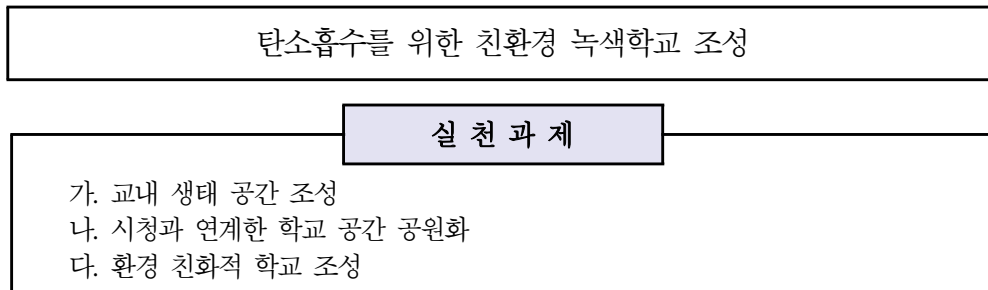 탄소흡수를 위한 친환경 녹색학교 조성
실 천 과 제
가. 교내 생태 공간 조성
나. 시청과 연계한 학교 공간 공원화
다. 환경 친화적 학교 조성